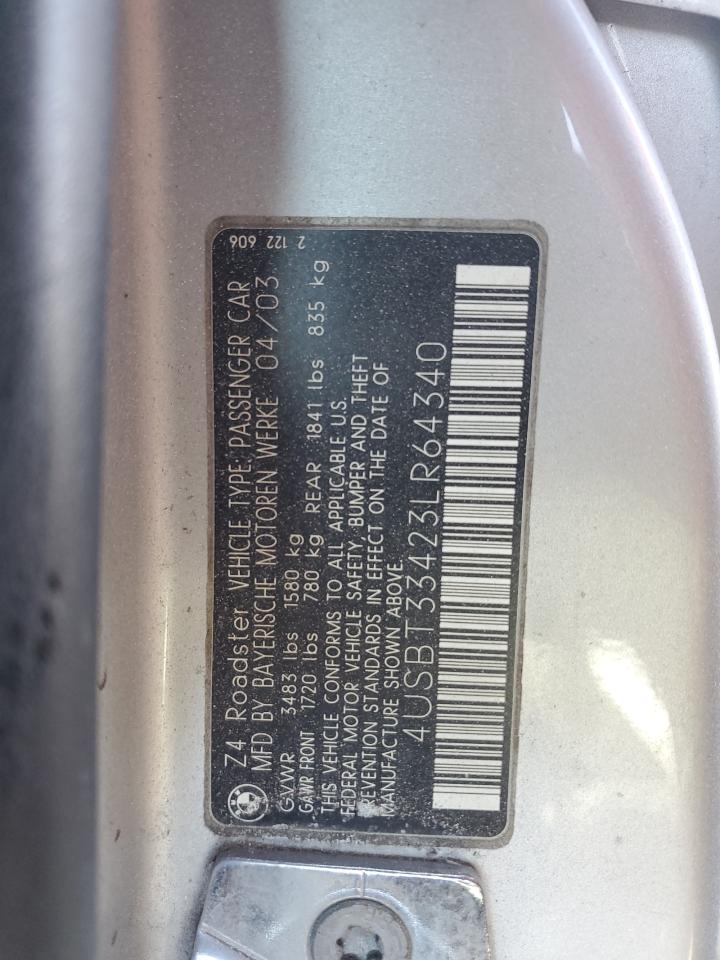 Z4 Roadster VEHICLE TYPE: PASSENGER CAR 2 122 606
MFD BY BAYERISCHE MOTOREN WERKE 04/03
GVWR 3483 lbs 1580 kg
GAWR FRONT 1720 lbs 780 kg REAR 1841 lbs 835 kg
THIS VEHICLE CONFORMS TO ALL APPLICABLE U.S.
FEDERAL MOTOR VEHICLE SAFETY, BUMPER AND THEFT
PREVENTION STANDARDS IN EFFECT ON THE DATE OF
MANUFACTURE SHOWN ABOVE.
4USBT33423LR64340